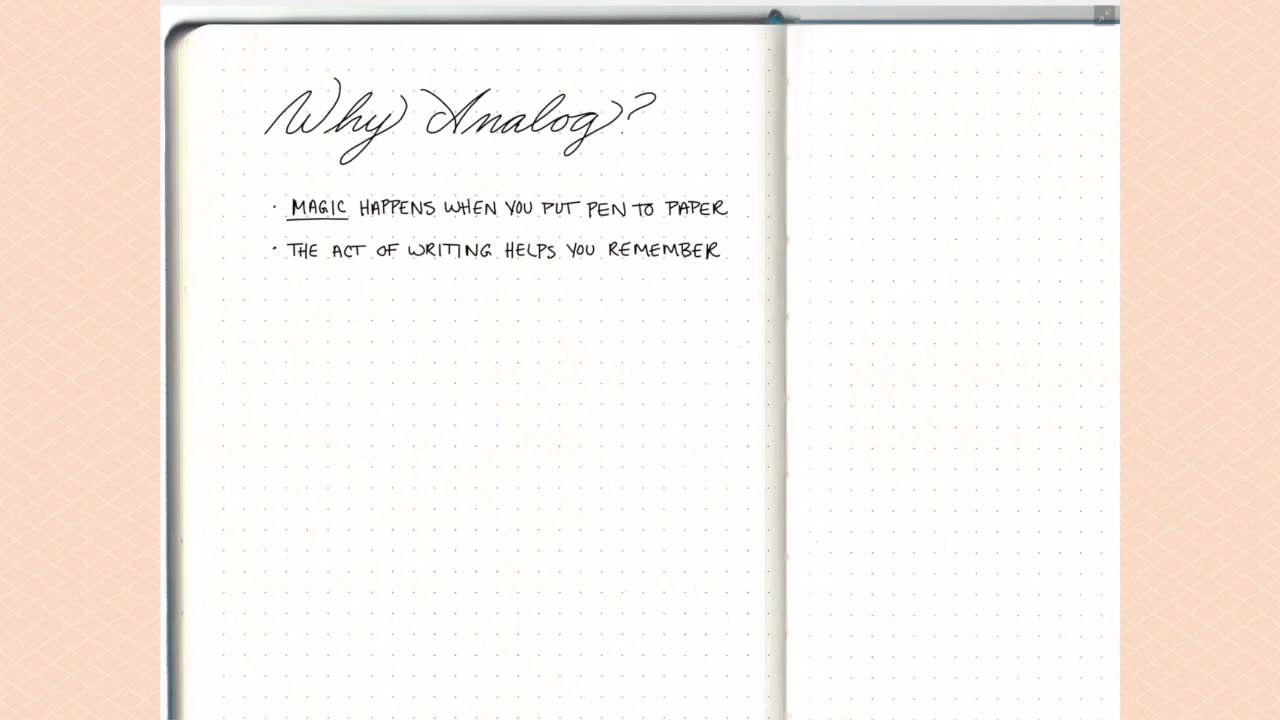 Why Analog?
· MAGIC HAPPENS WHEN YOU PUT PEN TO PAPER
· THE ACT OF WRITING HELPS YOU REMEMBER